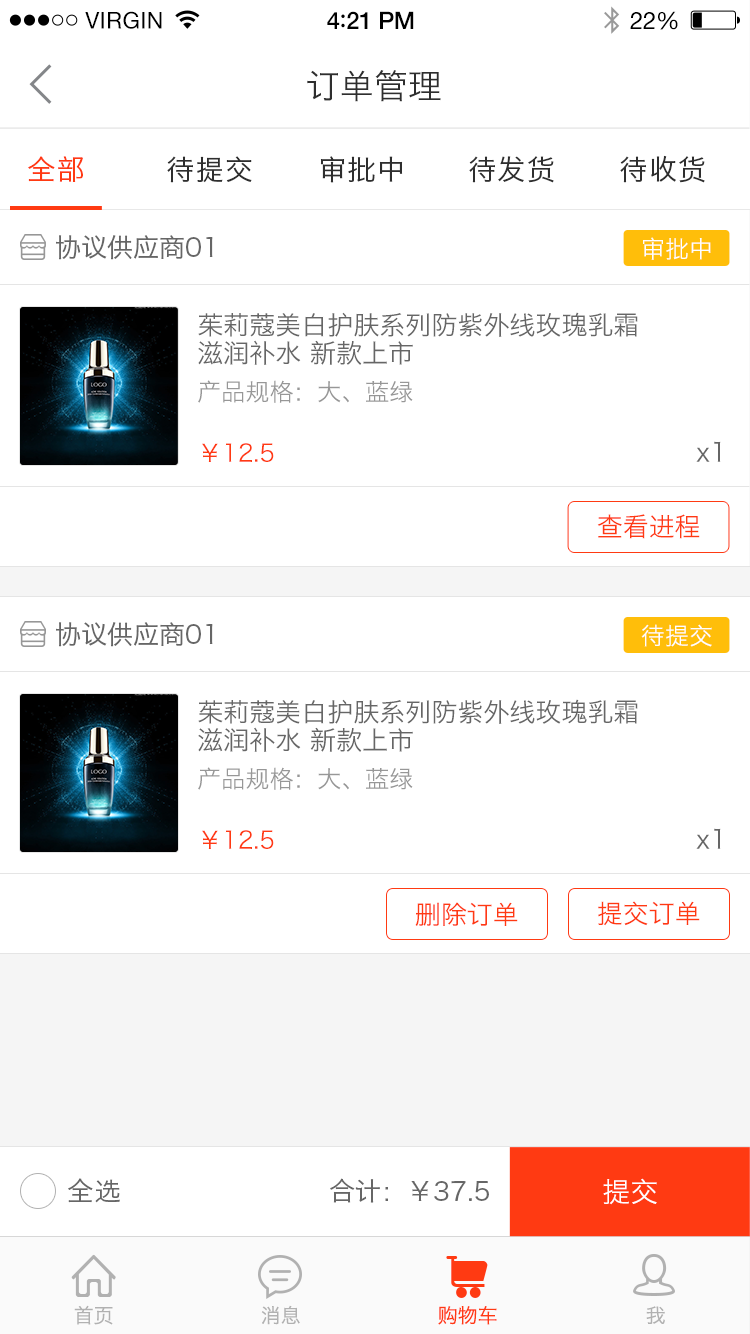 VIRGIN 4:21 PM 22%
订单管理
全部 待提交 审批中 待发货 待收货
协议供应商01 审批中
茱莉蔻美白护肤系列防紫外线玫瑰乳霜
滋润补水 新款上市
产品规格：大、蓝绿
¥12.5 x1
LOGO
查看进程
协议供应商01 待提交
茱莉蔻美白护肤系列防紫外线玫瑰乳霜
滋润补水 新款上市
产品规格：大、蓝绿
¥12.5 x1
LOGO
删除订单 提交订单
全选 合计：¥37.5 提交
首页 消息 购物车 我